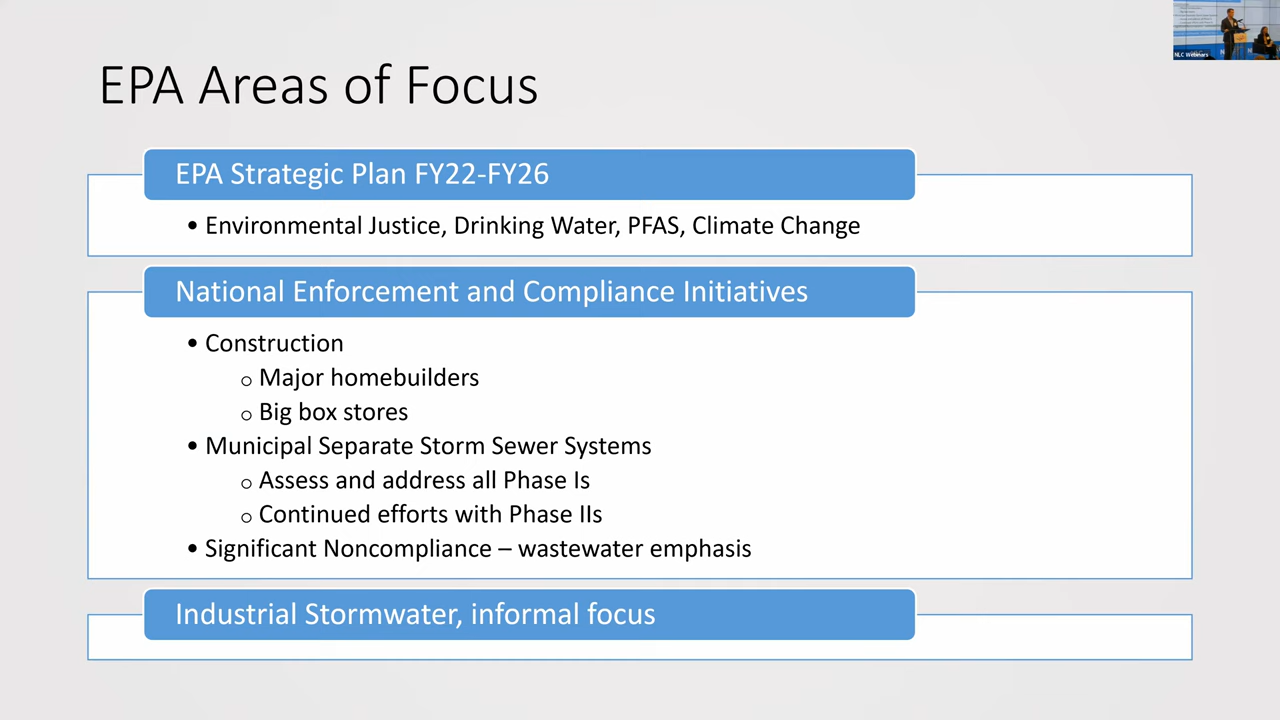 NLC Webinars
EPA Areas of Focus
EPA Strategic Plan FY22-FY26
• Environmental Justice, Drinking Water, PFAS, Climate Change
National Enforcement and Compliance Initiatives
• Construction
o Major homebuilders
o Big box stores
• Municipal Separate Storm Sewer Systems
o Assess and address all Phase Is
o Continued efforts with Phase IIs
• Significant Noncompliance – wastewater emphasis
Industrial Stormwater, informal focus